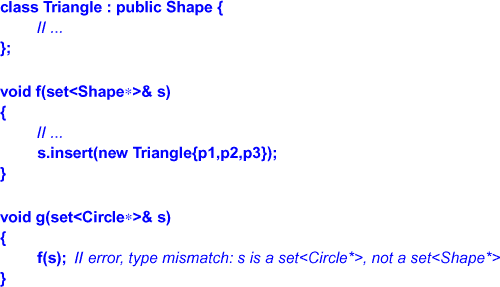 class Triangle : public Shape {
// ...
};
void f(set<Shape*>& s)
{
// ...
s.insert(new Triangle{p1,p2,p3});
}
void g(set<Circle*>& s)
{
f(s); // error, type mismatch: s is a set<Circle*>, not a set<Shape*>
}